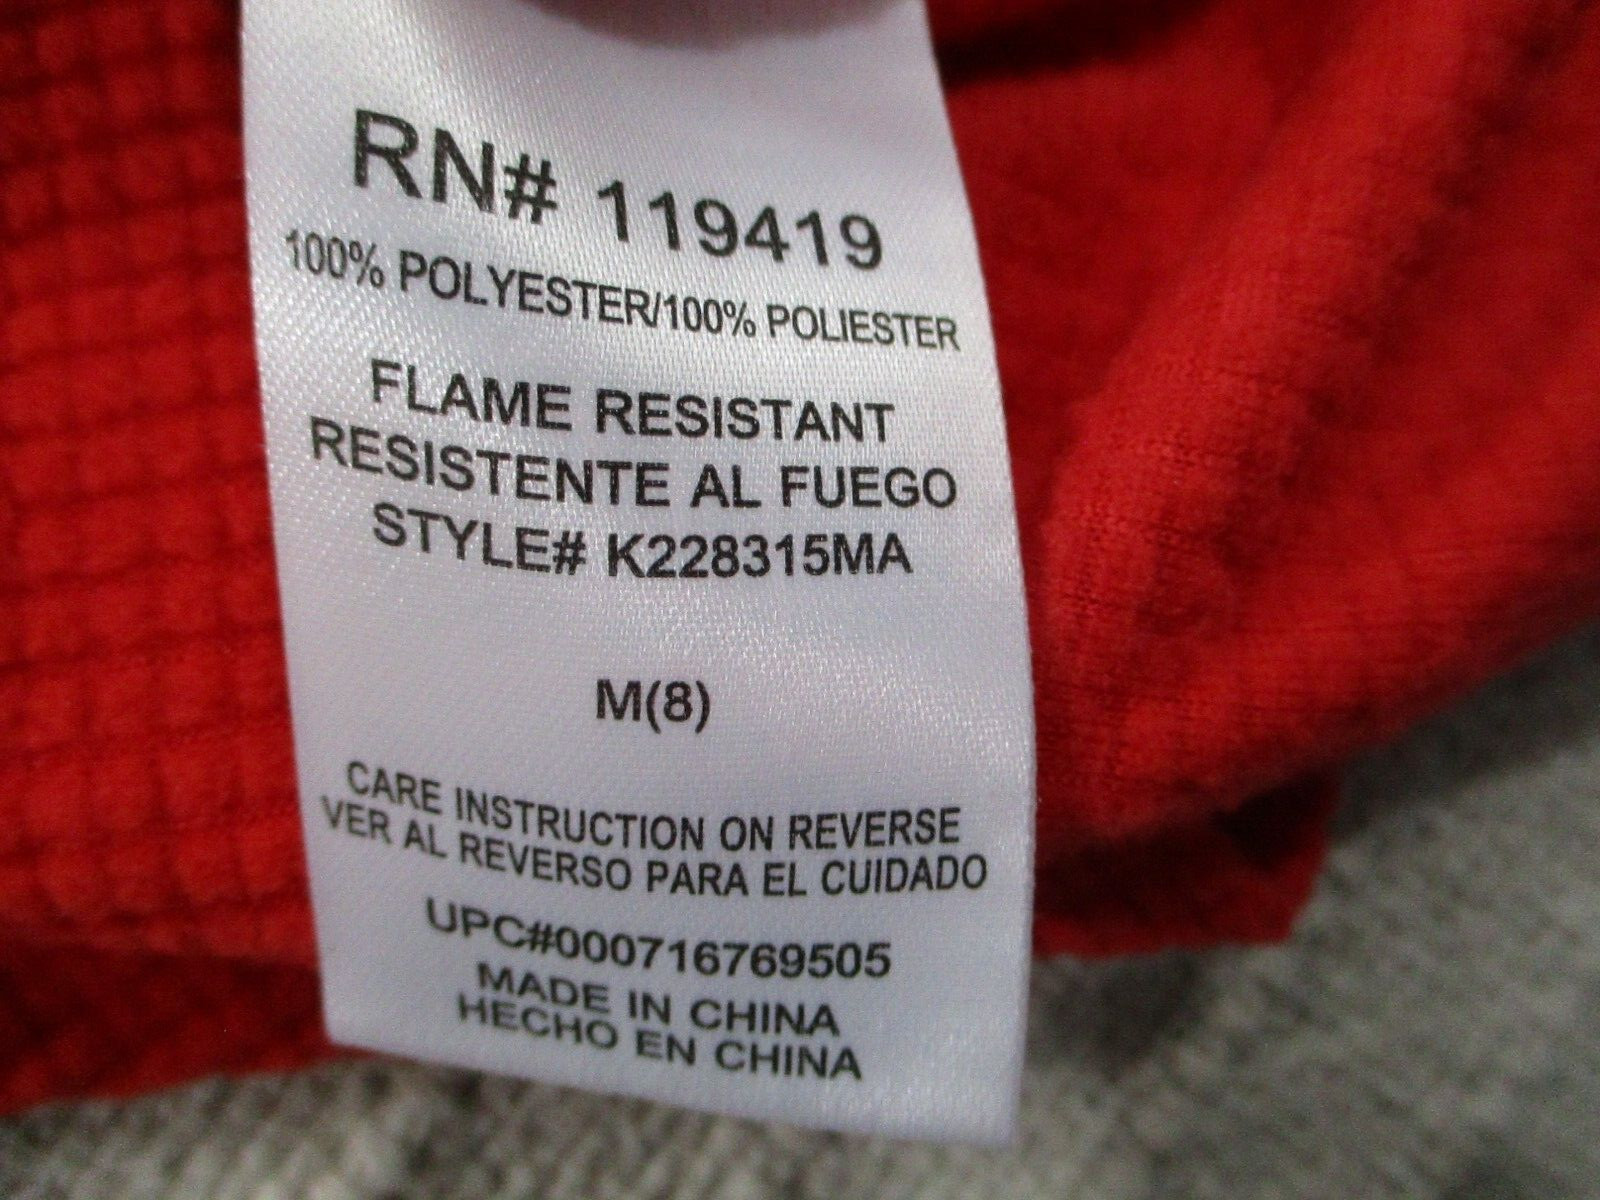 RN# 119419
100% POLYESTER/100% POLIESTER
FLAME RESISTANT
RESISTENTE AL FUEGO
STYLE# K228315MA
M(8)
CARE INSTRUCTION ON REVERSE
VER AL REVERSO PARA EL CUIDADO
UPC#000716769505
MADE IN CHINA
HECHO EN CHINA